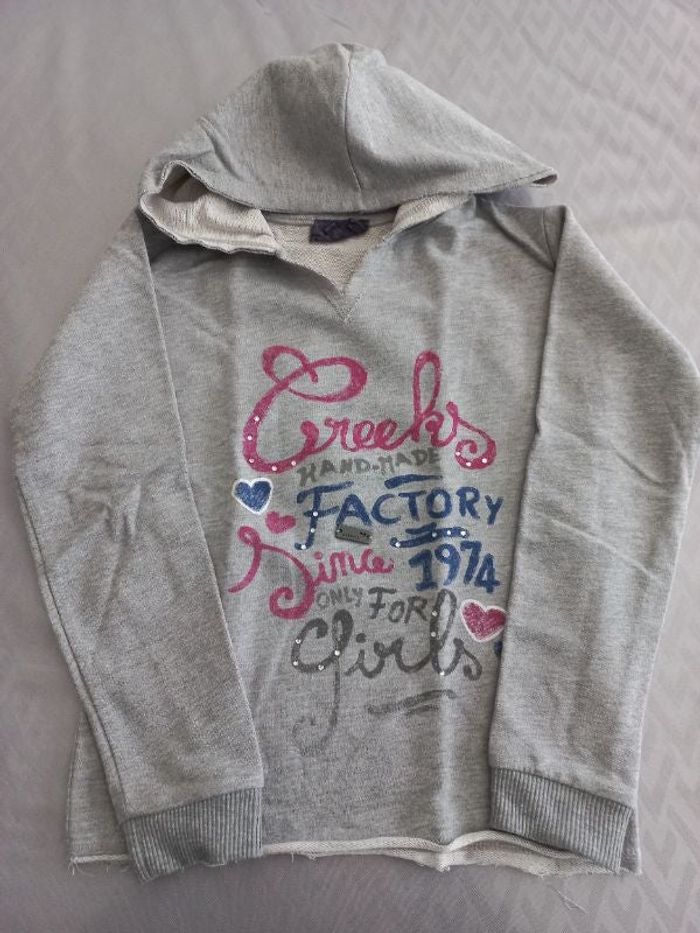 Creeks
HAND-MADE
FACTORY
Since 1974
ONLY FOR
girls